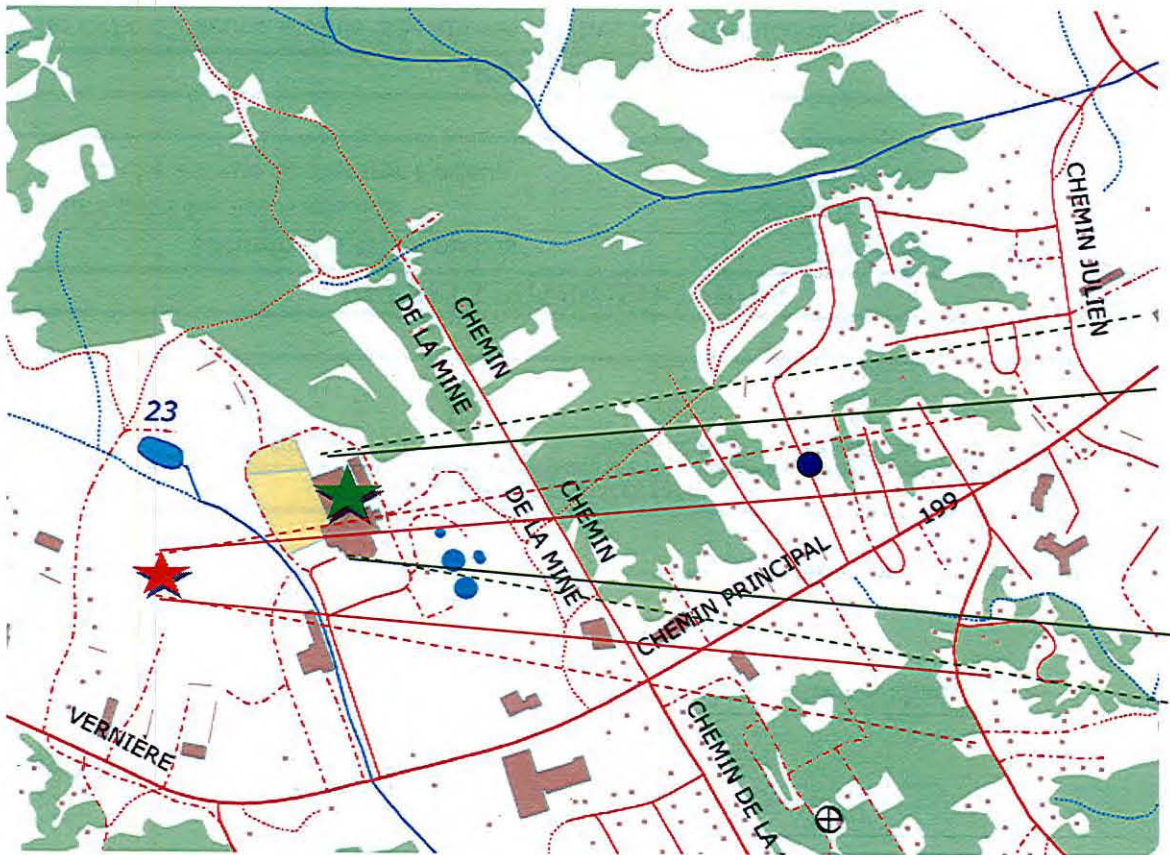 CHEMIN JULIEN
CHEMIN
DE LA MINE
23
CHEMIN
DE LA MINE
199
CHEMIN PRINCIPAL
VERNIÈRE
CHEMIN DE LA